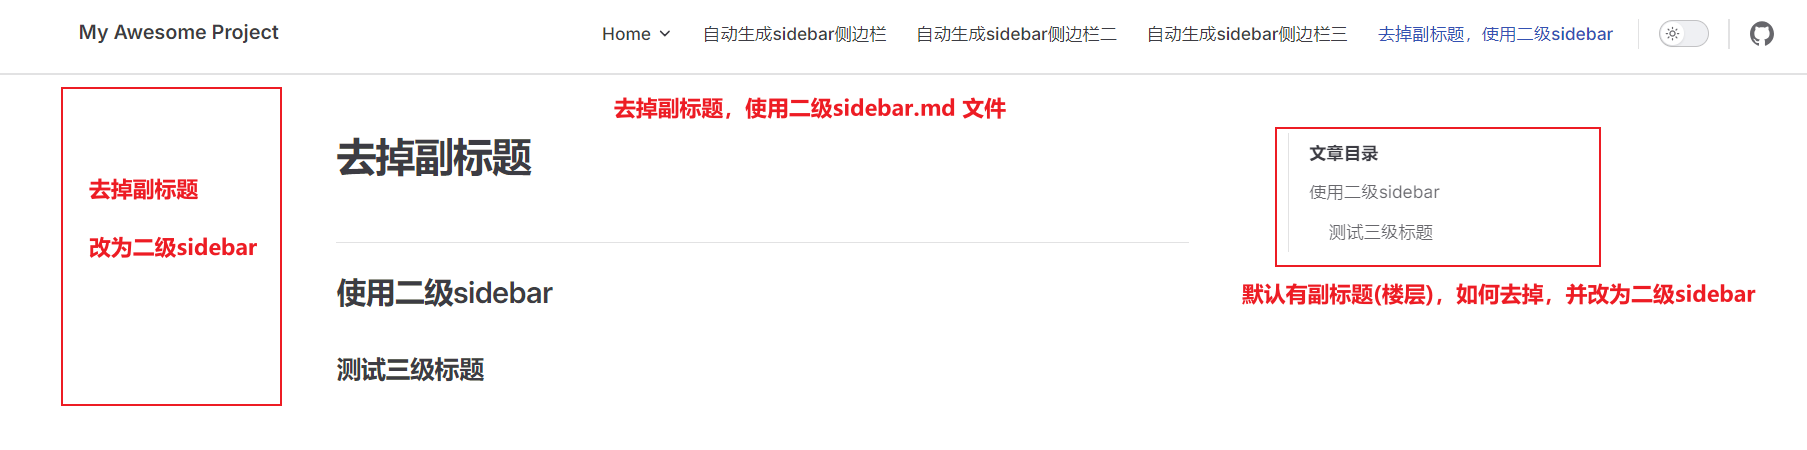 My Awesome Project
Home 自动生成sidebar侧边栏 自动生成sidebar侧边栏二 自动生成sidebar侧边栏三 去掉副标题，使用二级sidebar
去掉副标题，使用二级sidebar.md 文件
去掉副标题
改为二级sidebar
去掉副标题
使用二级sidebar
测试三级标题
文章目录
使用二级sidebar
测试三级标题
默认有副标题(楼层)，如何去掉，并改为二级sidebar